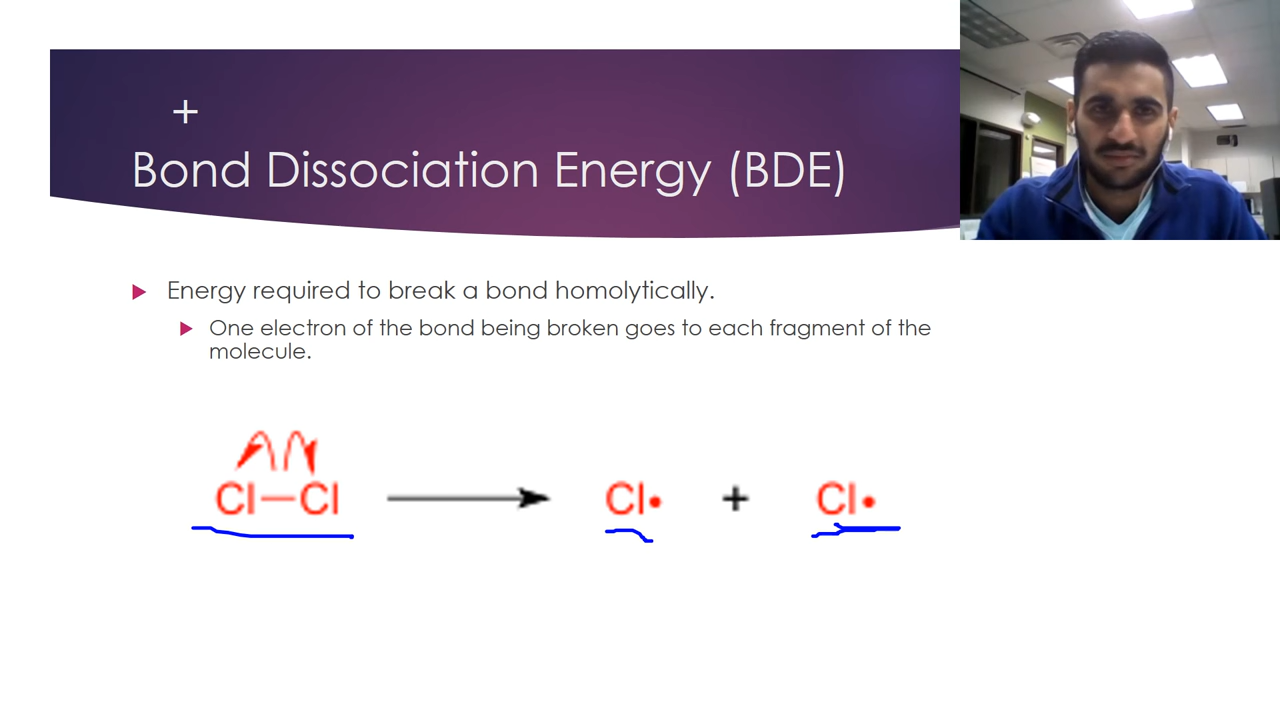 +
Bond Dissociation Energy (BDE)
Energy required to break a bond homolytically.
One electron of the bond being broken goes to each fragment of the
molecule.
Cl—Cl Cl• + Cl•